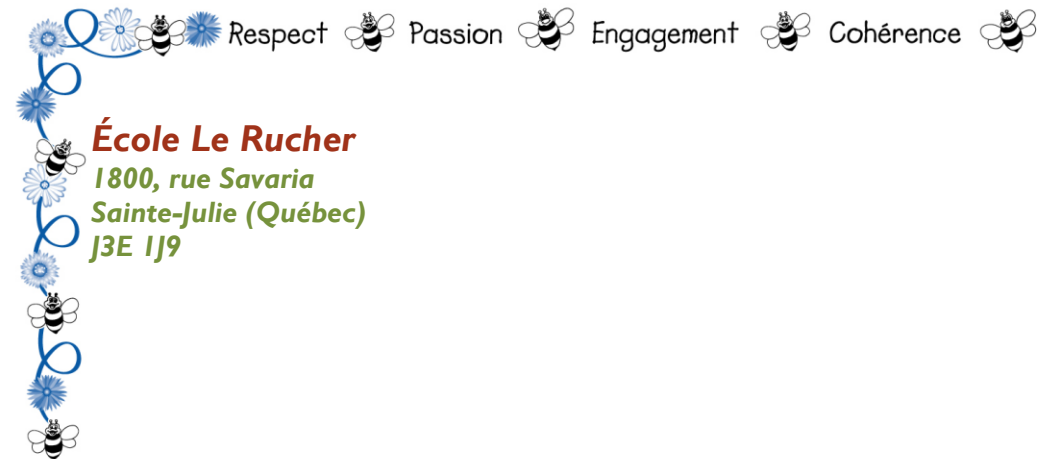 Respect Passion Engagement Cohérence
École Le Rucher
1800, rue Savaria
Sainte-Julie (Québec)
J3E 1J9